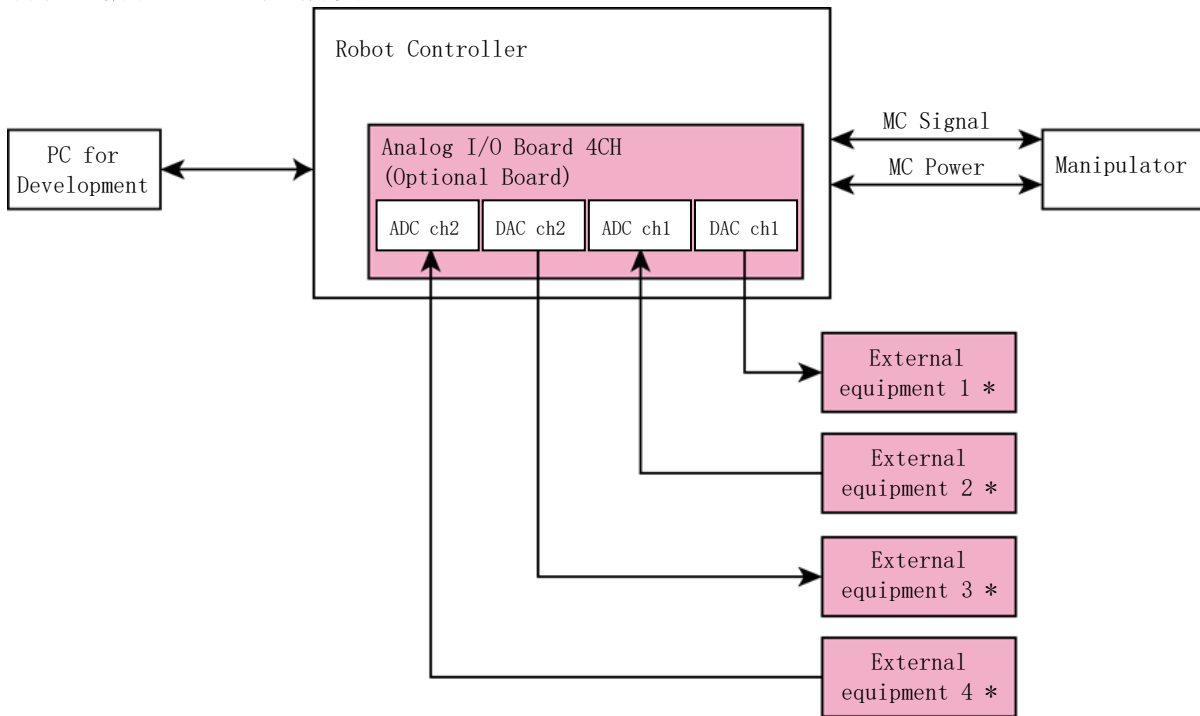 Robot Controller
Analog I/O Board 4CH
(Optional Board)
ADC ch2
DAC ch2
ADC ch1
DAC ch1
PC for
Development
MC Signal
MC Power
Manipulator
External
equipment 1 *
External
equipment 2 *
External
equipment 3 *
External
equipment 4 *